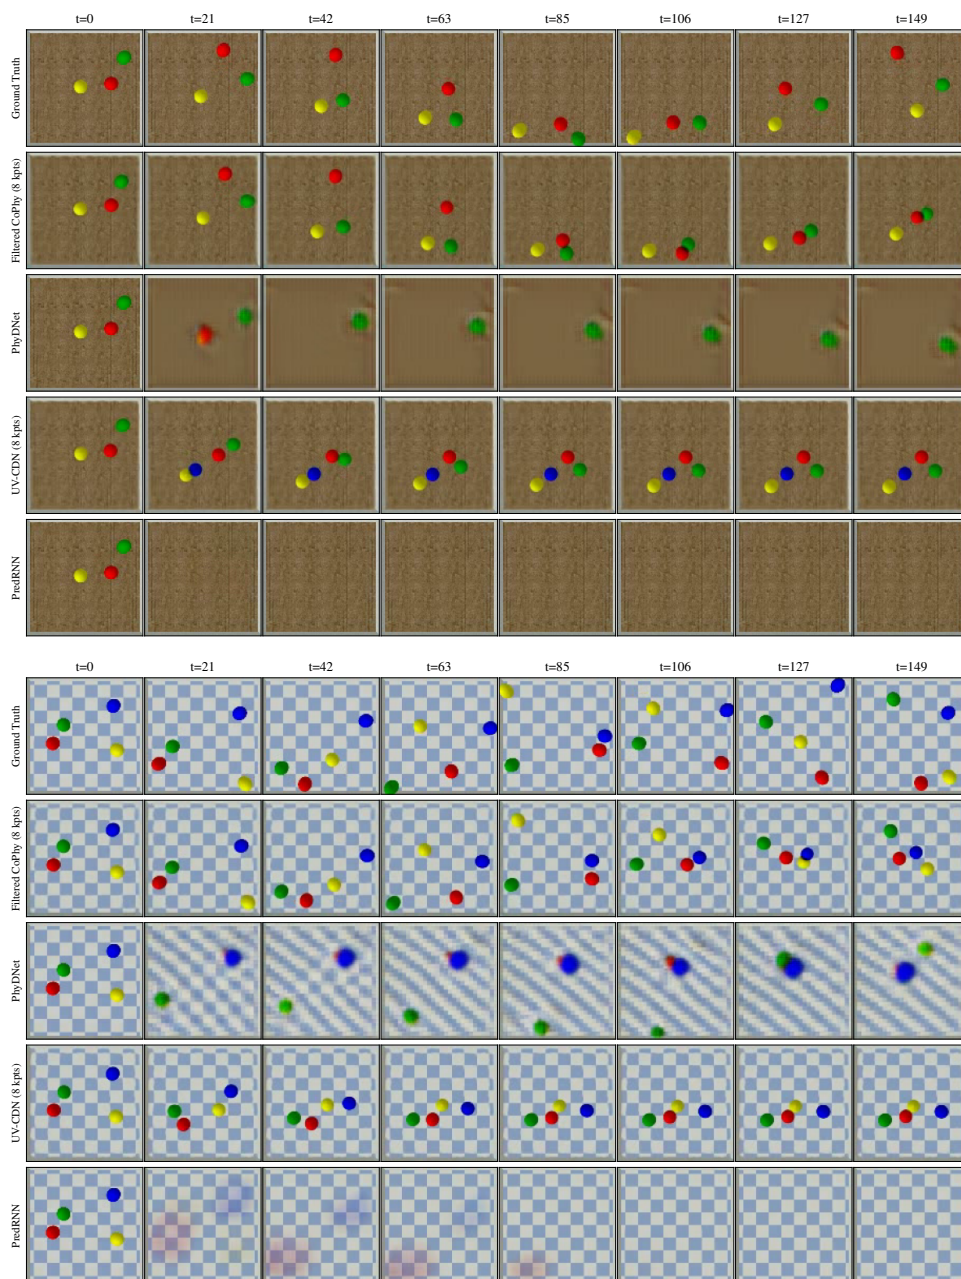 t=0 t=21 t=42 t=63 t=85 t=106 t=127 t=149
Ground Truth
Filtered CoPhy (8 kpts)
PhyDNet
UV-CDN (8 kpts)
PredRNN
t=0 t=21 t=42 t=63 t=85 t=106 t=127 t=149
Ground Truth
Filtered CoPhy (8 kpts)
PhyDNet
UV-CDN (8 kpts)
PredRNN